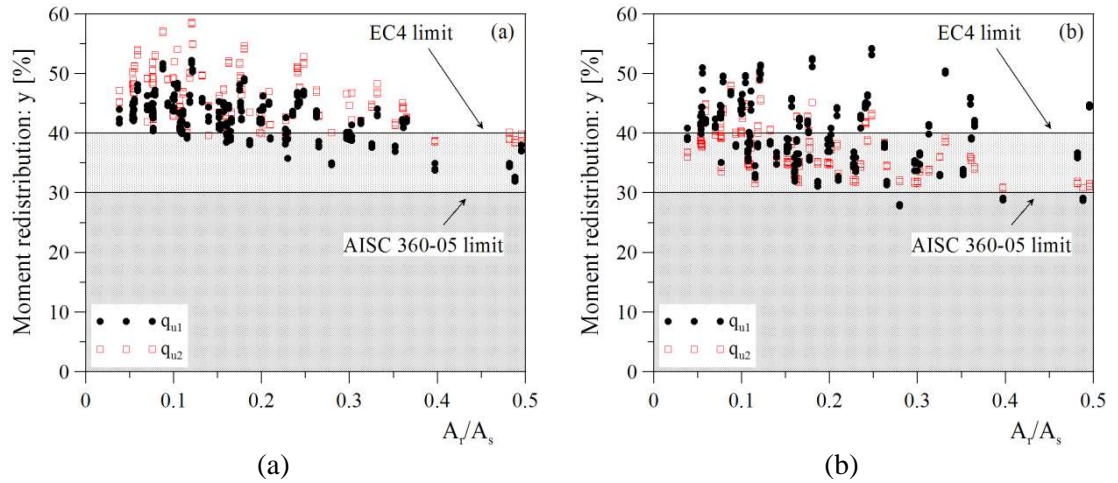 60
50
40
30
20
10
0
Moment redistribution: y [%]
EC4 limit
(a)
AISC 360-05 limit
q_u1
q_u2
0
0.1
0.2
0.3
0.4
0.5
A_r/A_s
(a)
60
50
40
30
20
10
0
Moment redistribution: y [%]
EC4 limit
(b)
AISC 360-05 limit
q_u1
q_u2
0
0.1
0.2
0.3
0.4
0.5
A_r/A_s
(b)